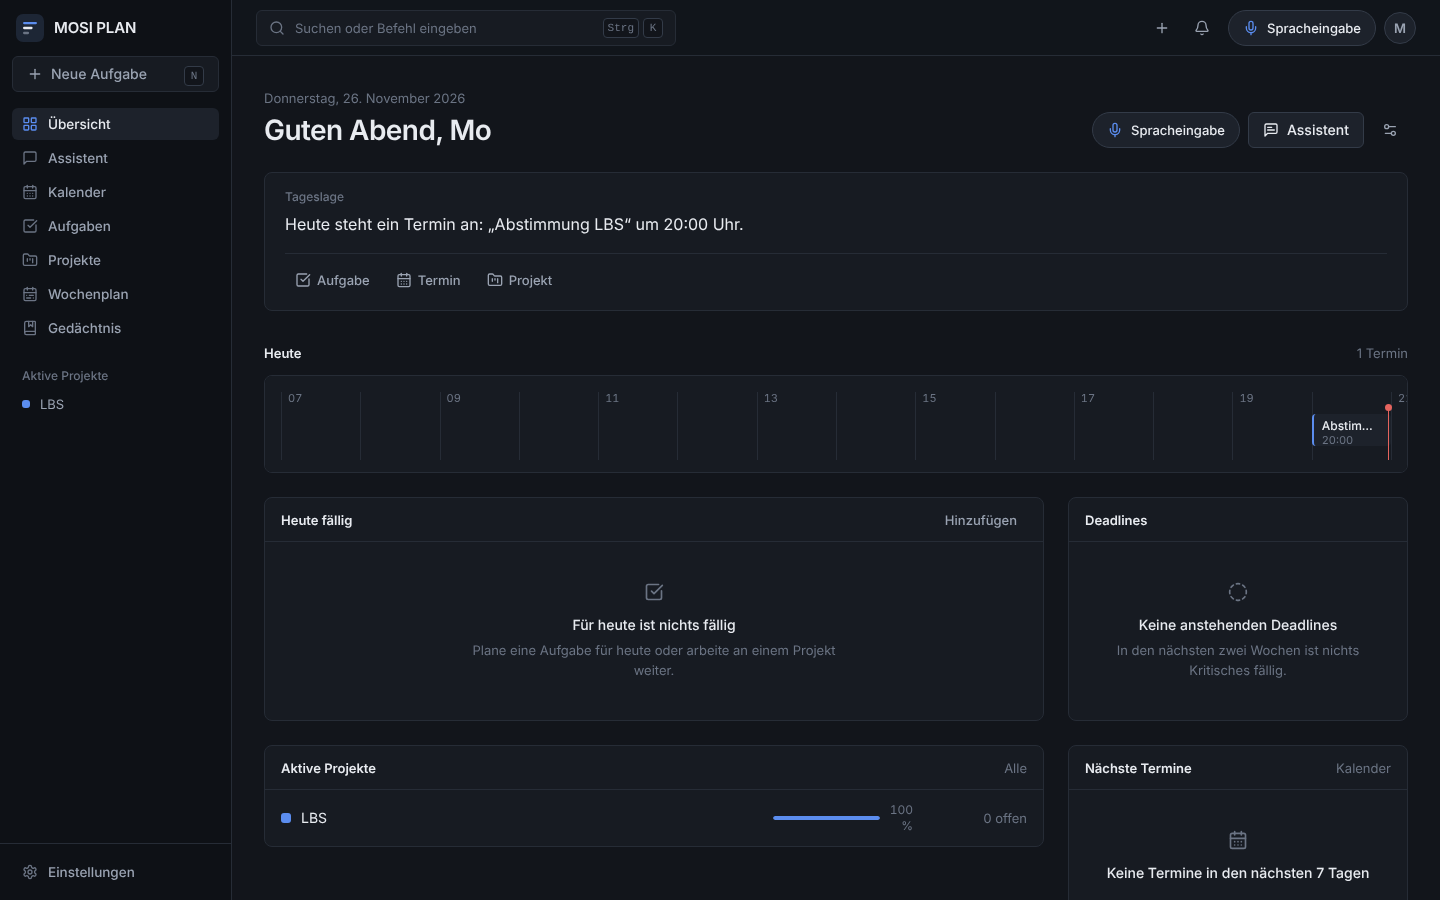 MOSI PLAN
Suchen oder Befehl eingeben
Strg K
Spracheingabe
M
Neue Aufgabe
N
Übersicht
Assistent
Kalender
Aufgaben
Projekte
Wochenplan
Gedächtnis
Aktive Projekte
LBS
Einstellungen
Donnerstag, 26. November 2026
Guten Abend, Mo
Spracheingabe
Assistent
Tageslage
Heute steht ein Termin an: „Abstimmung LBS“ um 20:00 Uhr.
Aufgabe
Termin
Projekt
Heute
1 Termin
07 09 11 13 15 17 19
Abstim...
20:00
Heute fällig
Hinzufügen
Für heute ist nichts fällig
Plane eine Aufgabe für heute oder arbeite an einem Projekt
weiter.
Deadlines
Keine anstehenden Deadlines
In den nächsten zwei Wochen ist nichts
Kritisches fällig.
Aktive Projekte
Alle
LBS
100
%
0 offen
Nächste Termine
Kalender
Keine Termine in den nächsten 7 Tagen